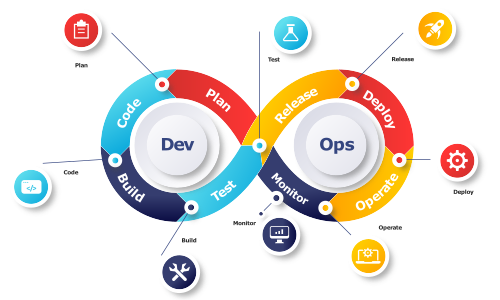 Plan
Test
Release
Code
Plan
Release
Deploy
Dev
Ops
Code
Build
Test
Monitor
Operate
Deploy
Monitor
Operate
Build
</>